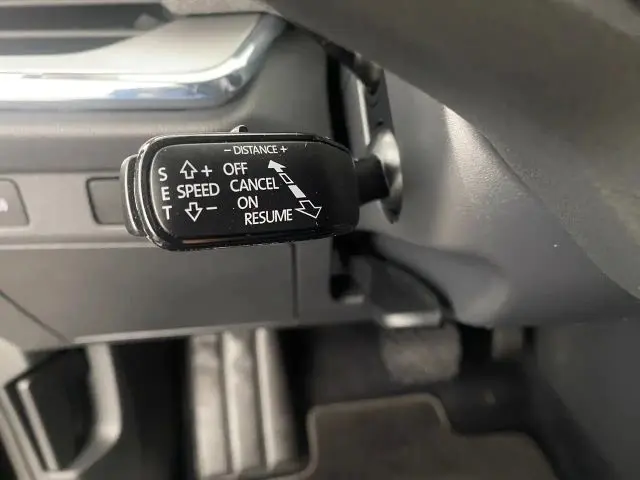 – DISTANCE +
S + OFF
E SPEED CANCEL
T – ON
RESUME